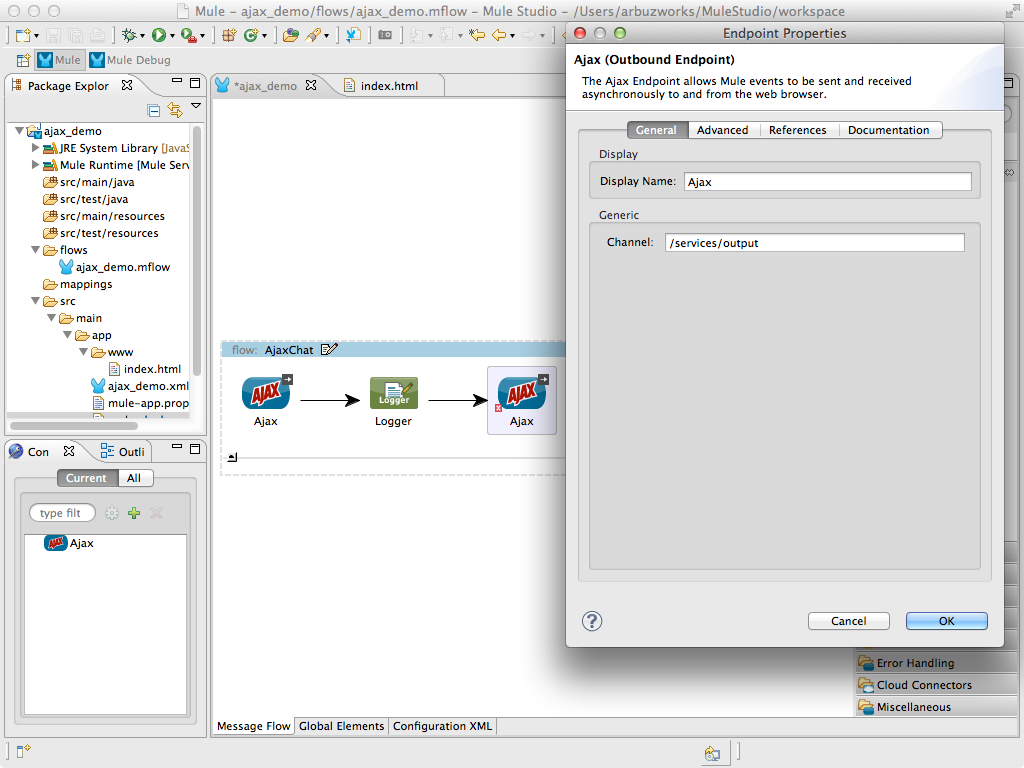 Mule – ajax_demo/flows/ajax_demo.mflow – Mule Studio – /Users/arbuzworks/MuleStudio/workspace
Mule
Mule Debug
Package Explor
ajax_demo
JRE System Library [JavaS
Mule Runtime [Mule Serv
src/main/java
src/test/java
src/main/resources
src/test/resources
flows
ajax_demo.mflow
mappings
src
main
app
www
index.html
ajax_demo.xml
mule-app.prop
Con
Outli
Current
All
type filt
AJAX
Ajax
*ajax_demo
index.html
flow: AjaxChat
AJAX
Logger
AJAX
Ajax
Logger
Ajax
Message Flow
Global Elements
Configuration XML
Endpoint Properties
Ajax (Outbound Endpoint)
The Ajax Endpoint allows Mule events to be sent and received
asynchronously to and from the web browser.
General
Advanced
References
Documentation
Display
Display Name: Ajax
Generic
Channel: /services/output
?
Cancel
OK
Error Handling
Cloud Connectors
Miscellaneous